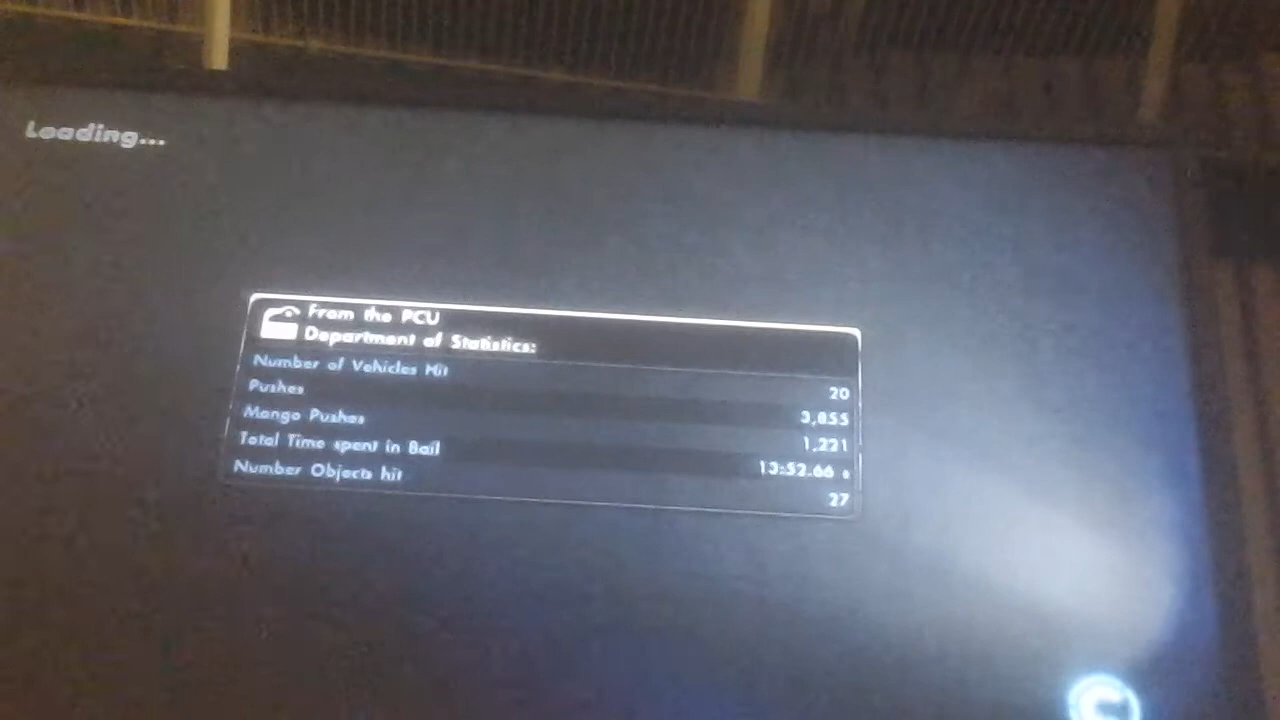 Loading...
From the PCU
Department of Statistics:
Number of Vehicles Hit 20
Pushes 3,855
Mongo Pushes 1,221
Total Time spent in Bail 13:52.66 s
Number Objects hit 27